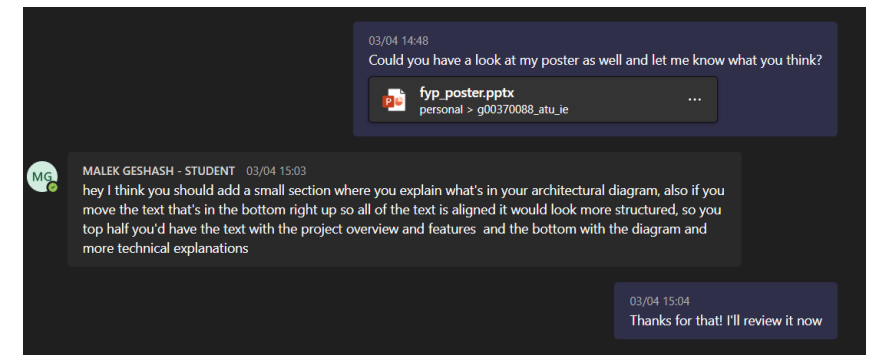 03/04 14:48
Could you have a look at my poster as well and let me know what you think?
fyp_poster.pptx
personal > g00370088_atu_ie
...
MG
MALEK GESHASH - STUDENT 03/04 15:03
hey I think you should add a small section where you explain what's in your architectural diagram, also if you
move the text that's in the bottom right up so all of the text is aligned it would look more structured, so you
top half you'd have the text with the project overview and features and the bottom with the diagram and
more technical explanations
03/04 15:04
Thanks for that! I'll review it now